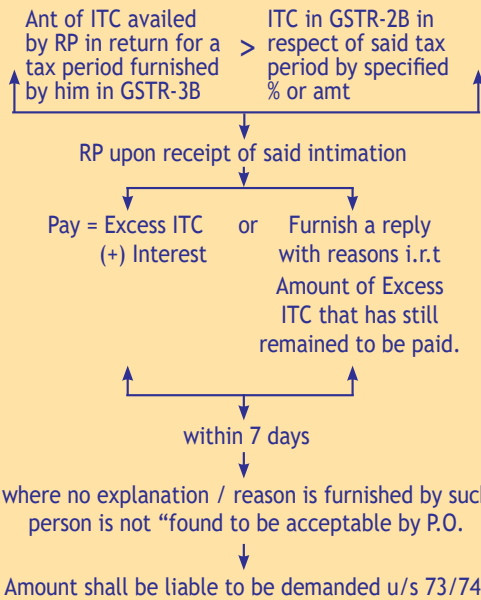 Ant of ITC availed
by RP in return for a
tax period furnished
by him in GSTR-3B
>
ITC in GSTR-2B in
respect of said tax
period by specified
% or amt
RP upon receipt of said intimation
Pay = Excess ITC
(+) Interest
or
Furnish a reply
with reasons i.r.t
Amount of Excess
ITC that has still
remained to be paid.
within 7 days
where no explanation / reason is furnished by suc
person is not “found to be acceptable by P.O.
Amount shall be liable to be demanded u/s 73/74